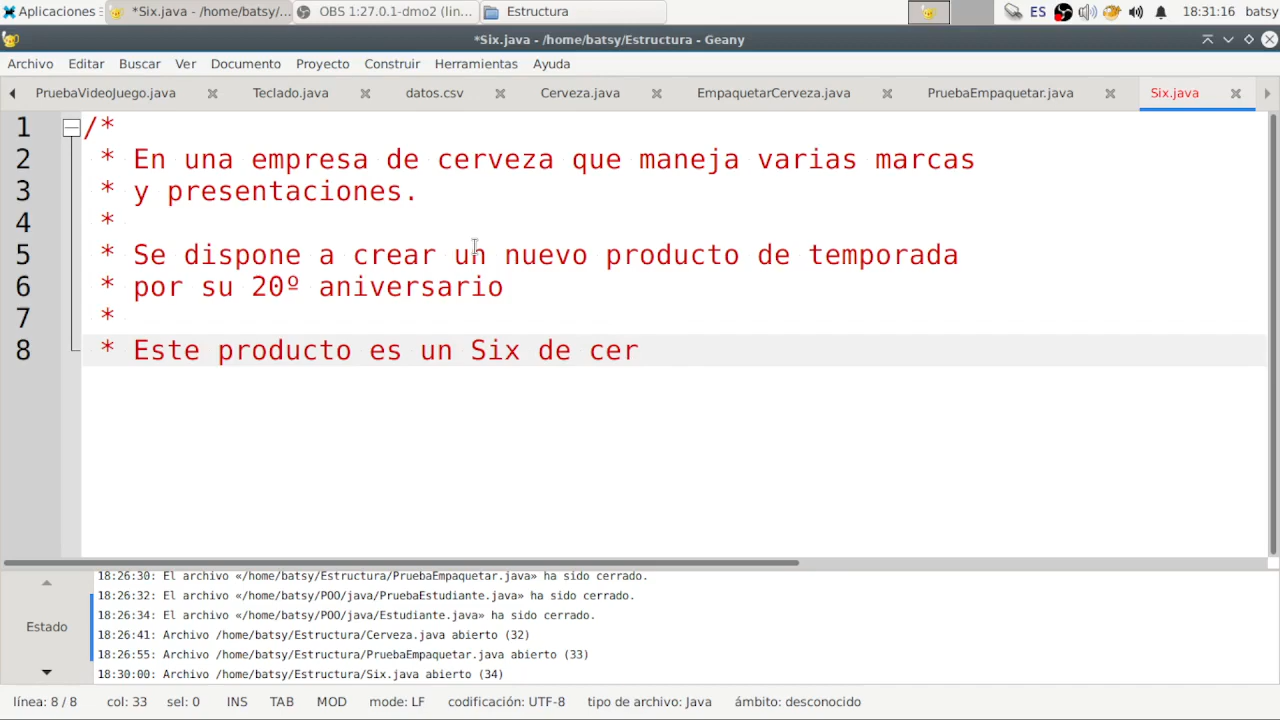 Aplicaciones
*Six.java - /home/batsy/...
OBS 1:27.0.1-dmo2 (lin...
Estructura
ES
18:31:16
batsy
*Six.java - /home/batsy/Estructura - Geany
Archivo Editar Buscar Ver Documento Proyecto Construir Herramientas Ayuda
PruebaVideoJuego.java Teclado.java datos.csv Cerveza.java EmpaquetarCerveza.java PruebaEmpaquetar.java Six.java
1 /*
2 * En una empresa de cerveza que maneja varias marcas
3 * y presentaciones.
4 *
5 * Se dispone a crear un nuevo producto de temporada
6 * por su 20º aniversario
7 *
8 * Este producto es un Six de cer
Estado
18:26:30: El archivo «/home/batsy/Estructura/PruebaEmpaquetar.java» ha sido cerrado.
18:26:32: El archivo «/home/batsy/POO/java/PruebaEstudiante.java» ha sido cerrado.
18:26:34: El archivo «/home/batsy/POO/java/Estudiante.java» ha sido cerrado.
18:26:41: Archivo /home/batsy/Estructura/Cerveza.java abierto (32)
18:26:55: Archivo /home/batsy/Estructura/PruebaEmpaquetar.java abierto (33)
18:30:00: Archivo /home/batsy/Estructura/Six.java abierto (34)
línea: 8 / 8 col: 33 sel: 0 INS TAB MOD mode: LF codificación: UTF-8 tipo de archivo: Java ámbito: desconocido